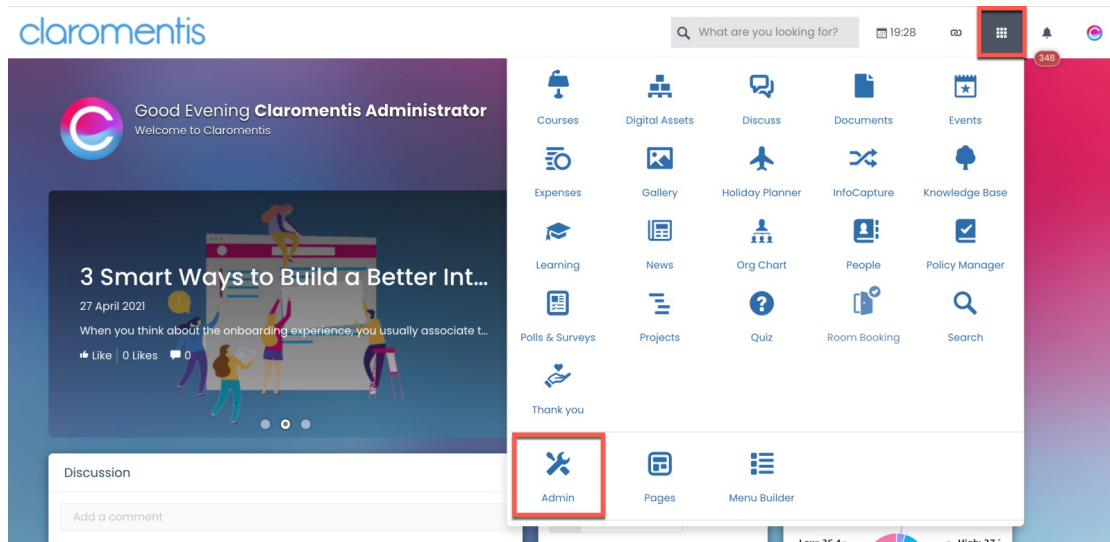 claromentis
What are you looking for?
19:28
348
Good Evening Claromentis Administrator
Welcome to Claromentis
3 Smart Ways to Build a Better Int...
27 April 2021
When you think about the onboarding experience, you usually associate t...
Like | 0 Likes 0
Discussion
Add a comment
Courses
Digital Assets
Discuss
Documents
Events
Expenses
Gallery
Holiday Planner
InfoCapture
Knowledge Base
Learning
News
Org Chart
People
Policy Manager
Polls & Surveys
Projects
Quiz
Room Booking
Search
Thank you
Admin
Pages
Menu Builder